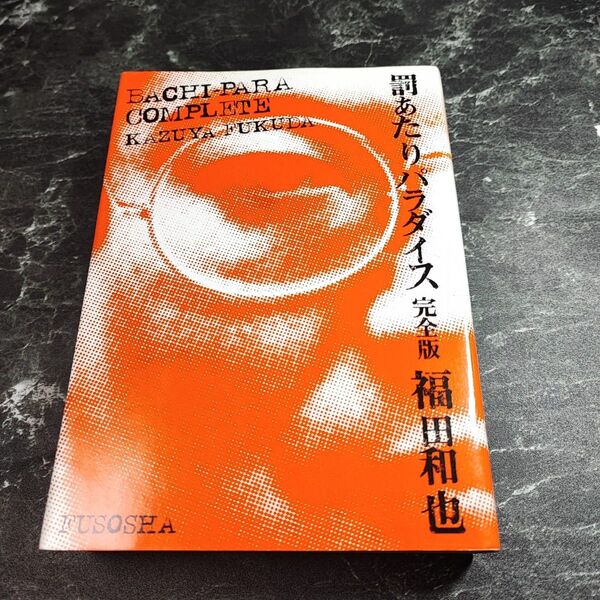 BACHI-PARA
COMPLETE
KAZUYA FUKUDA
罰あたりパラダイス 完全版
福田和也
FUSOSHA